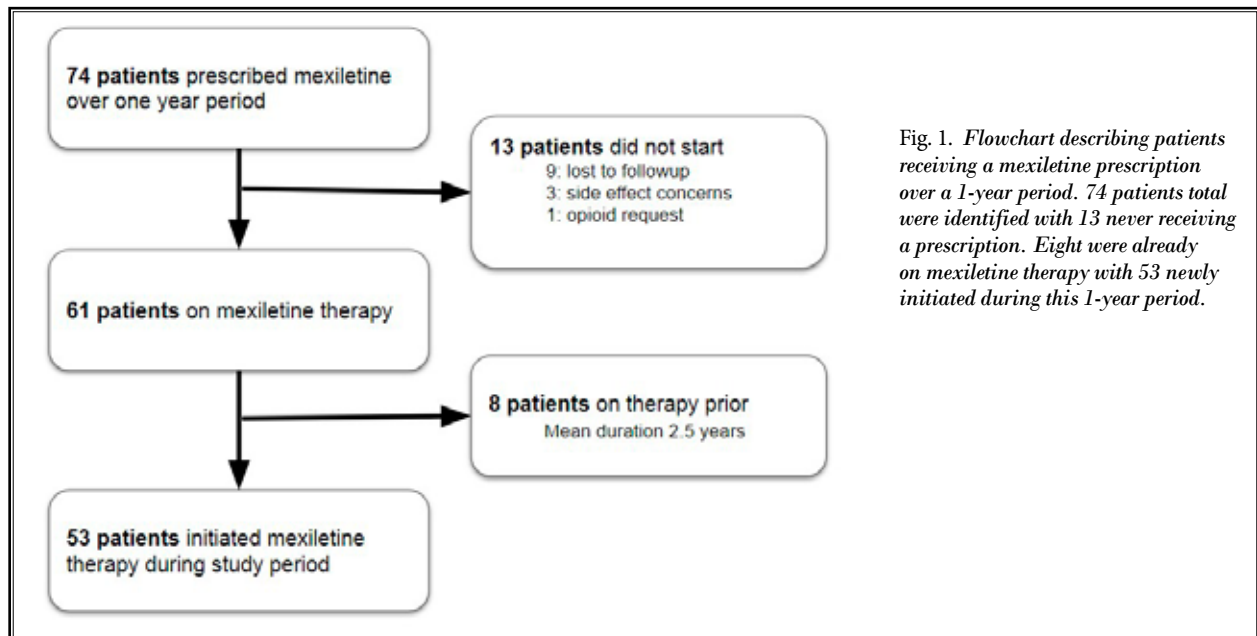 74 patients prescribed mexiletine
over one year period
13 patients did not start
9: lost to followup
3: side effect concerns
1: opioid request
61 patients on mexiletine therapy
8 patients on therapy prior
Mean duration 2.5 years
53 patients initiated mexiletine
therapy during study period
Fig. 1. Flowchart describing patients
receiving a mexiletine prescription
over a 1-year period. 74 patients total
were identified with 13 never receiving
a prescription. Eight were already
on mexiletine therapy with 53 newly
initiated during this 1-year period.